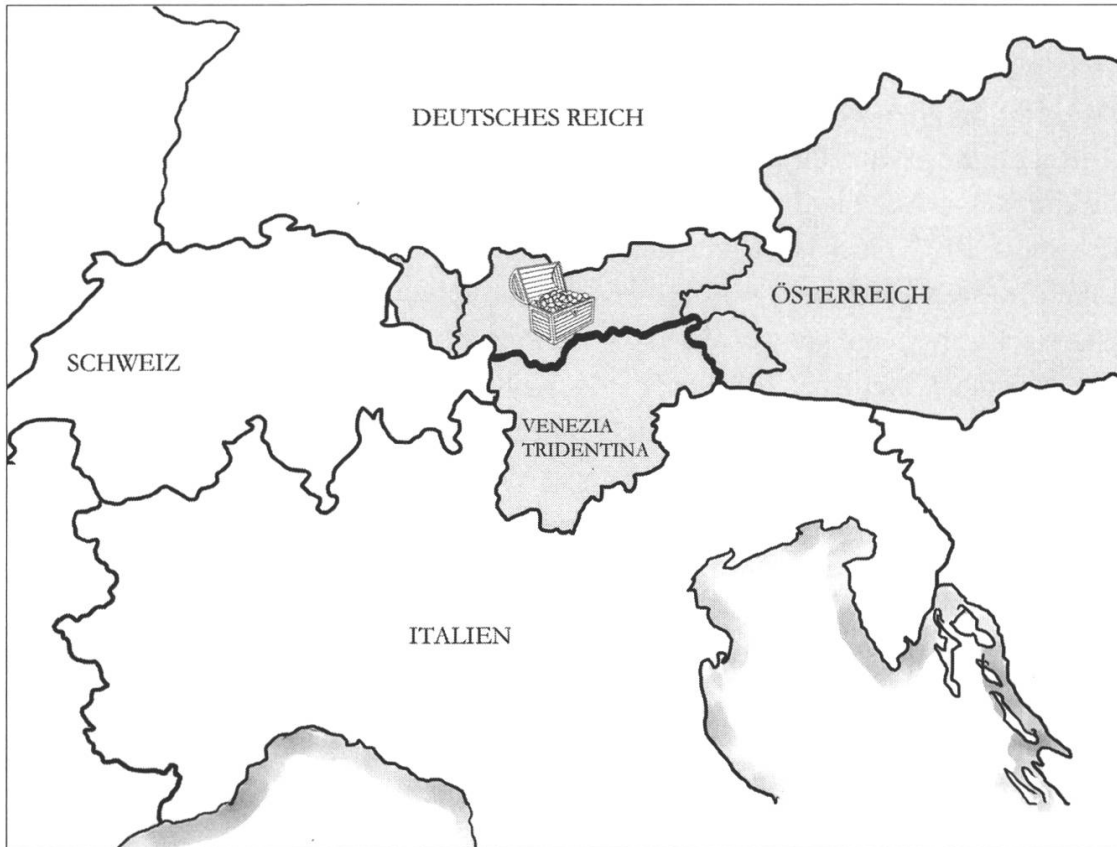 DEUTSCHES REICH
ÖSTERREICH
SCHWEIZ
VENEZIA
TRIDENTINA
ITALIEN